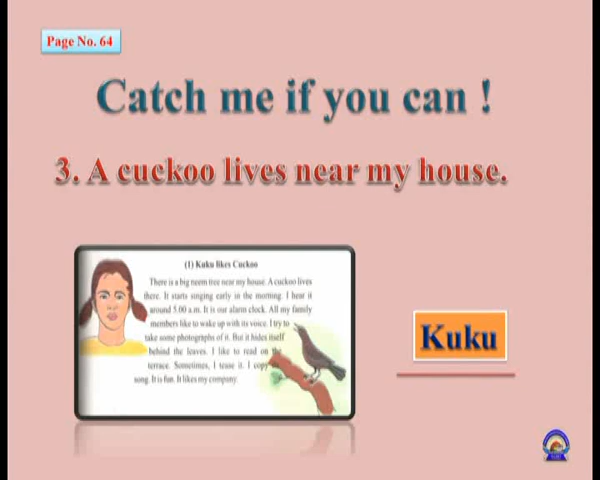 Page No. 64
Catch me if you can !
3. A cuckoo lives near my house.
(1) Kuku likes Cuckoo
There is a big neem tree near my house. A cuckoo lives
there. It starts singing early in the morning. I hear it
around 5.00 a.m. It is our alarm clock. All my family
members like to wake up with its voice. I try to
take some photographs of it. But it hides itself
behind the leaves. I like to read on the
terrace. Sometimes, I tease it. I copy
song. It is fun. It likes my company.
Kuku